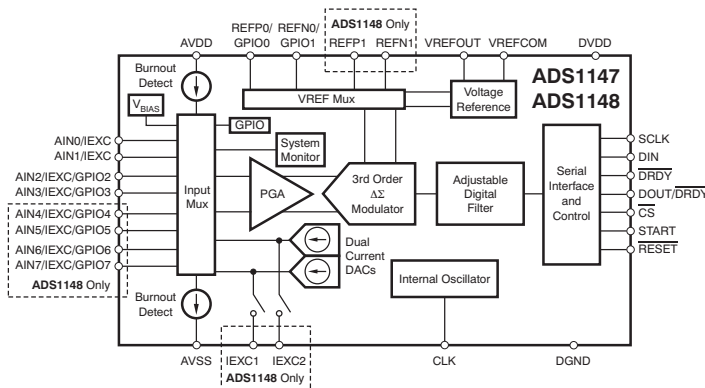 ADS1148 Only
REFP0/ REFN0/
GPIO0 GPIO1 REFP1 REFN1
AVDD VREFOUT VREFCOM DVDD
Burnout
Detect
VREF Mux
Voltage
Reference
ADS1147
ADS1148
VBIAS
GPIO
System
Monitor
AIN0/IEXC
AIN1/IEXC
AIN2/IEXC/GPIO2
AIN3/IEXC/GPIO3
AIN4/IEXC/GPIO4
AIN5/IEXC/GPIO5
AIN6/IEXC/GPIO6
AIN7/IEXC/GPIO7
ADS1148 Only
Input
Mux
PGA
3rd Order
ΔΣ
Modulator
Adjustable
Digital
Filter
Serial
Interface
and
Control
SCLK
DIN
DRDY
DOUT/DRDY
CS
START
RESET
Dual
Current
DACs
Internal Oscillator
Burnout
Detect
AVSS IEXC1 IEXC2 CLK DGND
ADS1148 Only